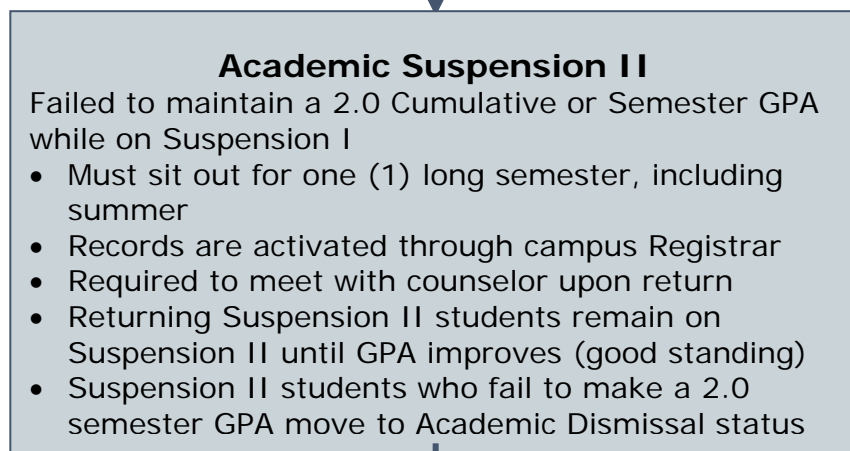 Academic Suspension II
Failed to maintain a 2.0 Cumulative or Semester GPA
while on Suspension I
• Must sit out for one (1) long semester, including
summer
• Records are activated through campus Registrar
• Required to meet with counselor upon return
• Returning Suspension II students remain on
Suspension II until GPA improves (good standing)
• Suspension II students who fail to make a 2.0
semester GPA move to Academic Dismissal status